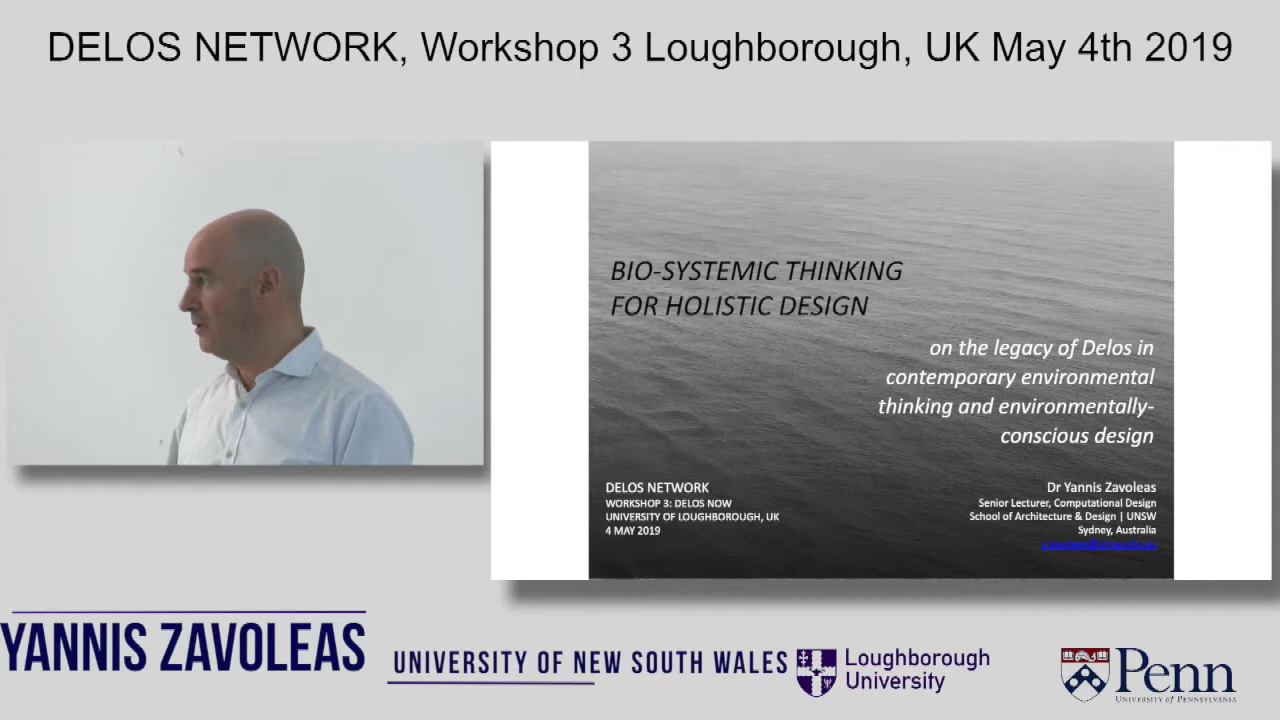 DELOS NETWORK, Workshop 3 Loughborough, UK May 4th 2019
BIO-SYSTEMIC THINKING
FOR HOLISTIC DESIGN
on the legacy of Delos in
contemporary environmental
thinking and environmentally-
conscious design
DELOS NETWORK
WORKSHOP 3: DELOS NOW
UNIVERSITY OF LOUGHBOROUGH, UK
4 MAY 2019
Dr Yannis Zavoleas
Senior Lecturer, Computational Design
School of Architecture & Design | UNSW
Sydney, Australia
YANNIS ZAVOLEAS
UNIVERSITY OF NEW SOUTH WALES
Loughborough
University
Penn
UNIVERSITY OF PENNSYLVANIA